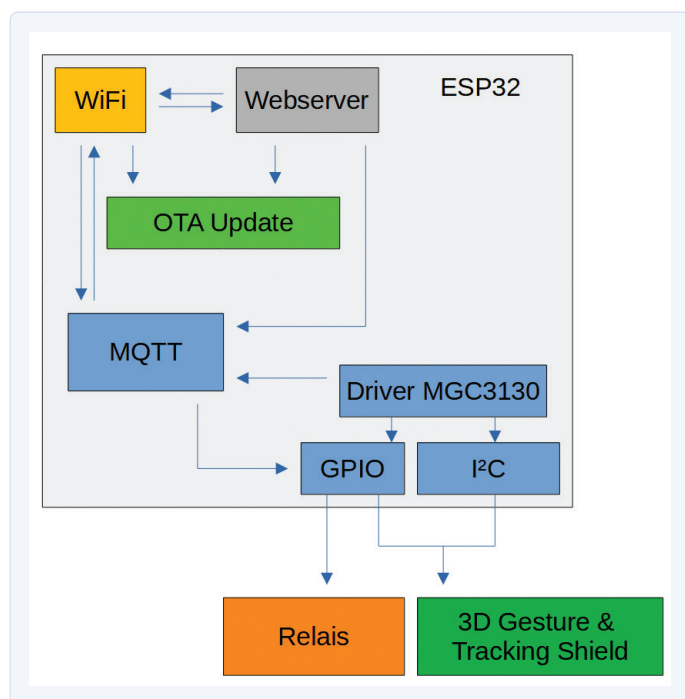 ESP32
WiFi
Webserver
OTA Update
MQTT
Driver MGC3130
GPIO
I²C
Relais
3D Gesture &
Tracking Shield